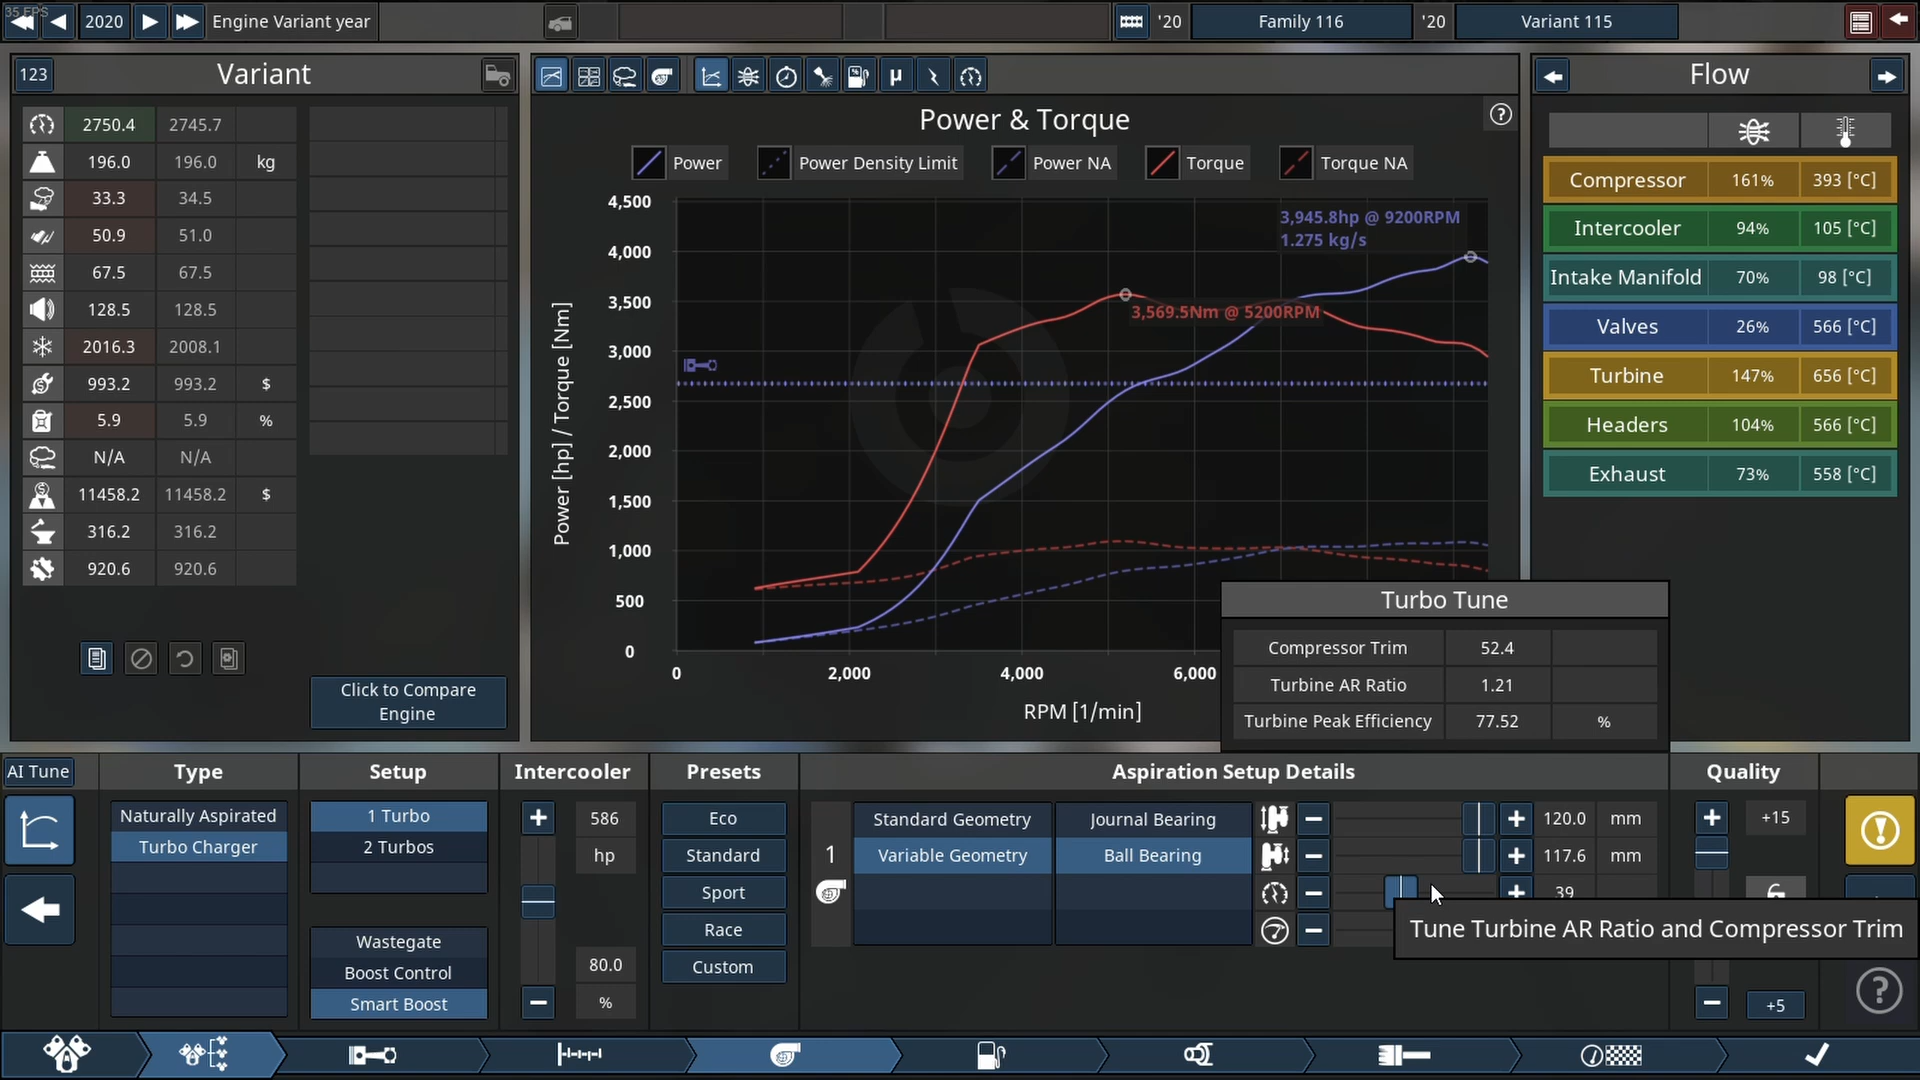 35 FPS
2020
Engine Variant year
'20
Family 116
'20
Variant 115
123
Variant
2750.4 2745.7
196.0 196.0 kg
33.3 34.5
50.9 51.0
67.5 67.5
128.5 128.5
2016.3 2008.1
993.2 993.2 $
5.9 5.9 %
N/A N/A
11458.2 11458.2 $
316.2 316.2
920.6 920.6
Click to Compare
Engine
μ
Power & Torque
?
Power
Power Density Limit
Power NA
Torque
Torque NA
Power [hp] / Torque [Nm]
4,500
4,000
3,500
3,000
2,500
2,000
1,500
1,000
500
0
3,945.8hp @ 9200RPM
1.275 kg/s
3,569.5Nm @ 5200RPM
0 2,000 4,000 6,000
RPM [1/min]
Flow
Compressor 161% 393 [°C]
Intercooler 94% 105 [°C]
Intake Manifold 70% 98 [°C]
Valves 26% 566 [°C]
Turbine 147% 656 [°C]
Headers 104% 566 [°C]
Exhaust 73% 558 [°C]
Turbo Tune
Compressor Trim 52.4
Turbine AR Ratio 1.21
Turbine Peak Efficiency 77.52 %
AI Tune
Type
Naturally Aspirated
Turbo Charger
Setup
1 Turbo
2 Turbos
Wastegate
Boost Control
Smart Boost
Intercooler
586
hp
80.0
%
Presets
Eco
Standard
Sport
Race
Custom
Aspiration Setup Details
1
Standard Geometry
Variable Geometry
Journal Bearing
Ball Bearing
120.0 mm
117.6 mm
39
Tune Turbine AR Ratio and Compressor Trim
Quality
+15
+5
?